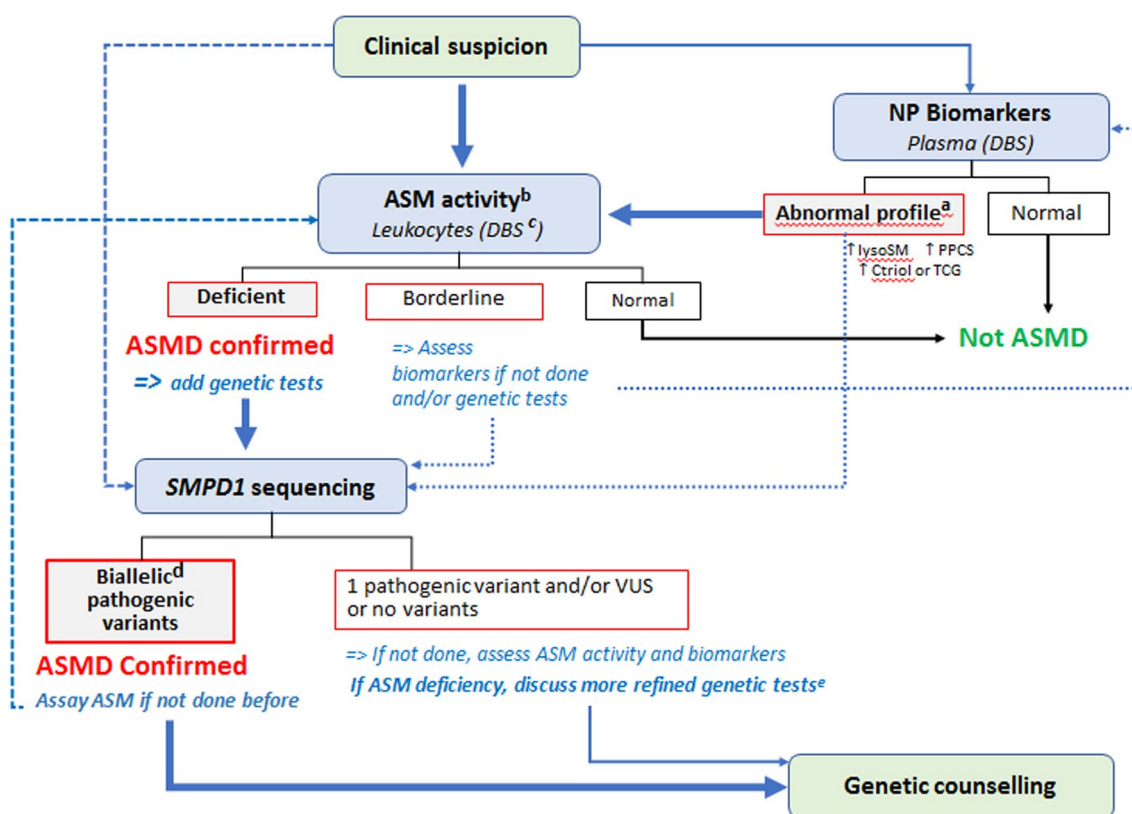 Clinical suspicion
NP Biomarkers
Plasma (DBS)
ASM activityᵇ
Leukocytes (DBS ᶜ)
Abnormal profileᵃ
Normal
↑ lysoSM ↑ PPCS
↑ Ctriol or TCG
Deficient
Borderline
Normal
Not ASMD
ASMD confirmed
=> add genetic tests
=> Assess
biomarkers if not done
and/or genetic tests
SMPD1 sequencing
Biallelicᵈ
pathogenic
variants
1 pathogenic variant and/or VUS
or no variants
ASMD Confirmed
Assay ASM if not done before
=> If not done, assess ASM activity and biomarkers
If ASM deficiency, discuss more refined genetic testsᵉ
Genetic counselling